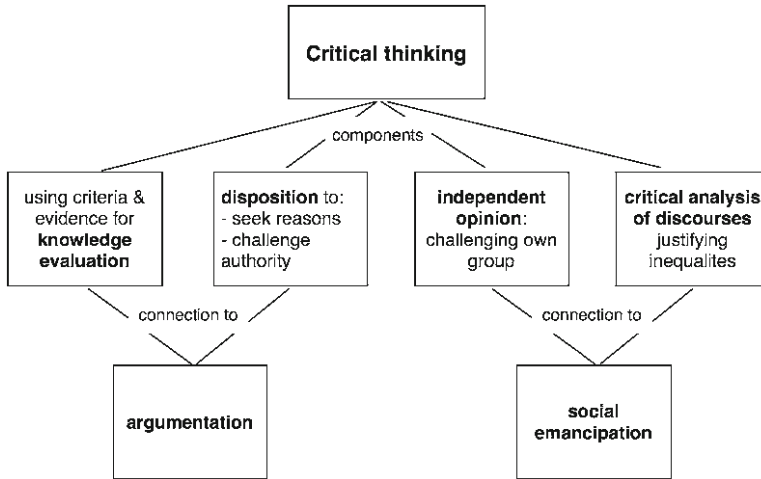 Critical thinking
components
using criteria &
evidence for
knowledge
evaluation
disposition to:
- seek reasons
- challenge
authority
independent
opinion:
challenging own
group
critical analysis
of discourses
justifying
inequalites
connection to
connection to
argumentation
social
emancipation